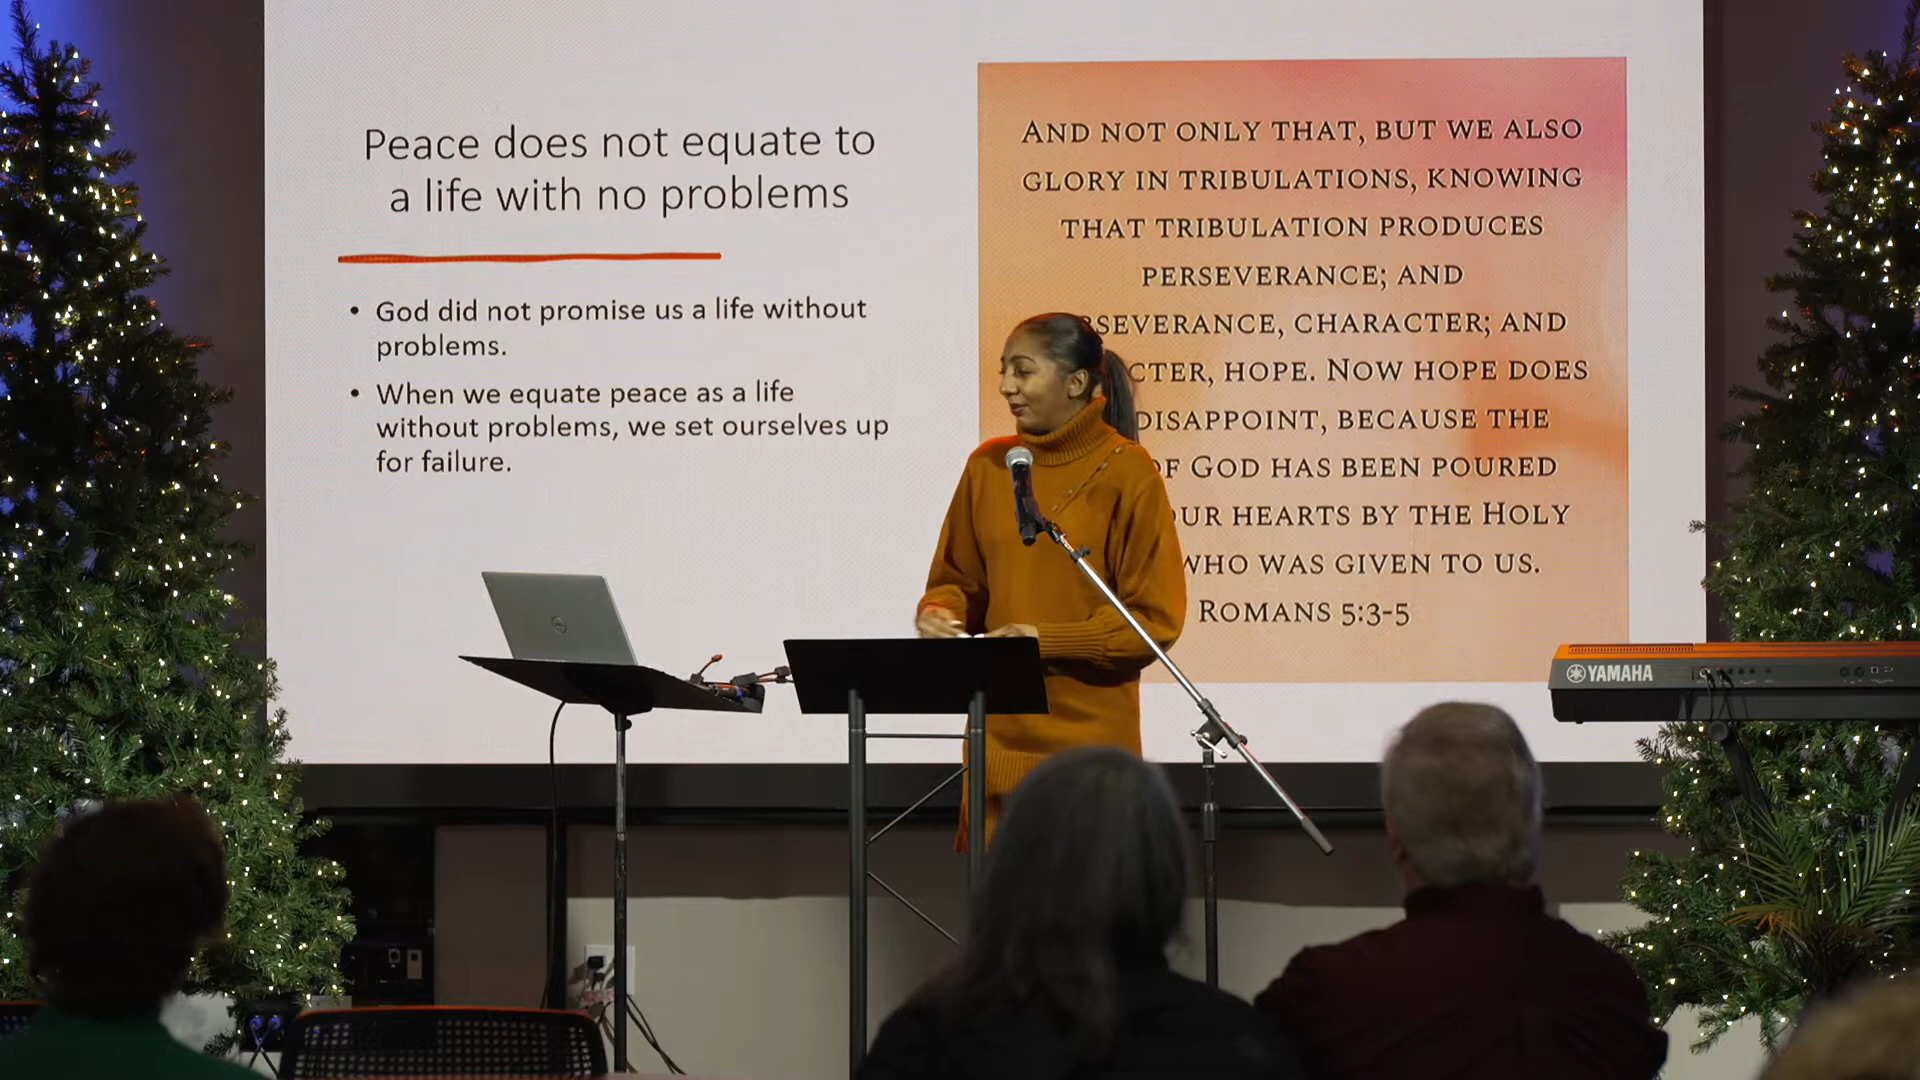 Peace does not equate to
a life with no problems
• God did not promise us a life without
problems.
• When we equate peace as a life
without problems, we set ourselves up
for failure.
AND NOT ONLY THAT, BUT WE ALSO
GLORY IN TRIBULATIONS, KNOWING
THAT TRIBULATION PRODUCES
PERSEVERANCE; AND
CHARACTER; AND
HOPE. NOW HOPE DOES
DISAPPOINT, BECAUSE THE
OF GOD HAS BEEN POURED
HEARTS BY THE HOLY
WHO WAS GIVEN TO US.
ROMANS 5:3-5
YAMAHA
DELL